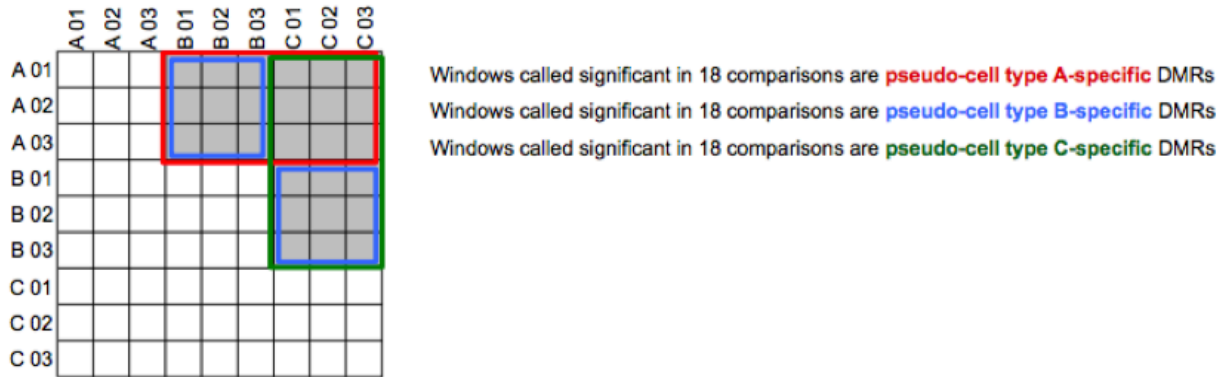 A 01 A 02 A 03 B 01 B 02 B 03 C 01 C 02 C 03
A 01
A 02
A 03
B 01
B 02
B 03
C 01
C 02
C 03
Windows called significant in 18 comparisons are pseudo-cell type A-specific DMRs
Windows called significant in 18 comparisons are pseudo-cell type B-specific DMRs
Windows called significant in 18 comparisons are pseudo-cell type C-specific DMRs